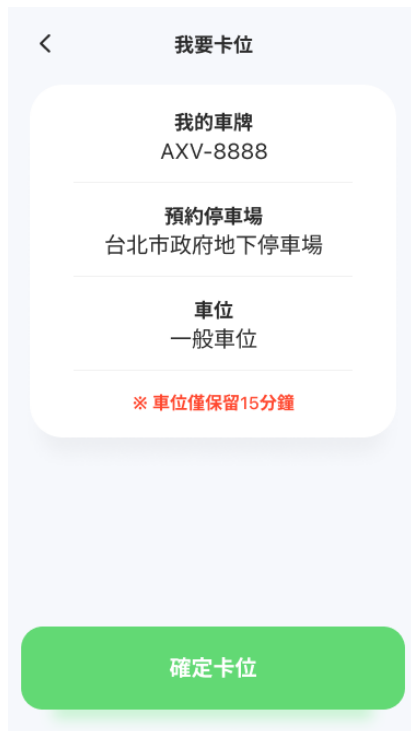 我要卡位
我的車牌
AXV-8888
預約停車場
台北市政府地下停車場
車位
一般車位
※ 車位僅保留15分鐘
確定卡位